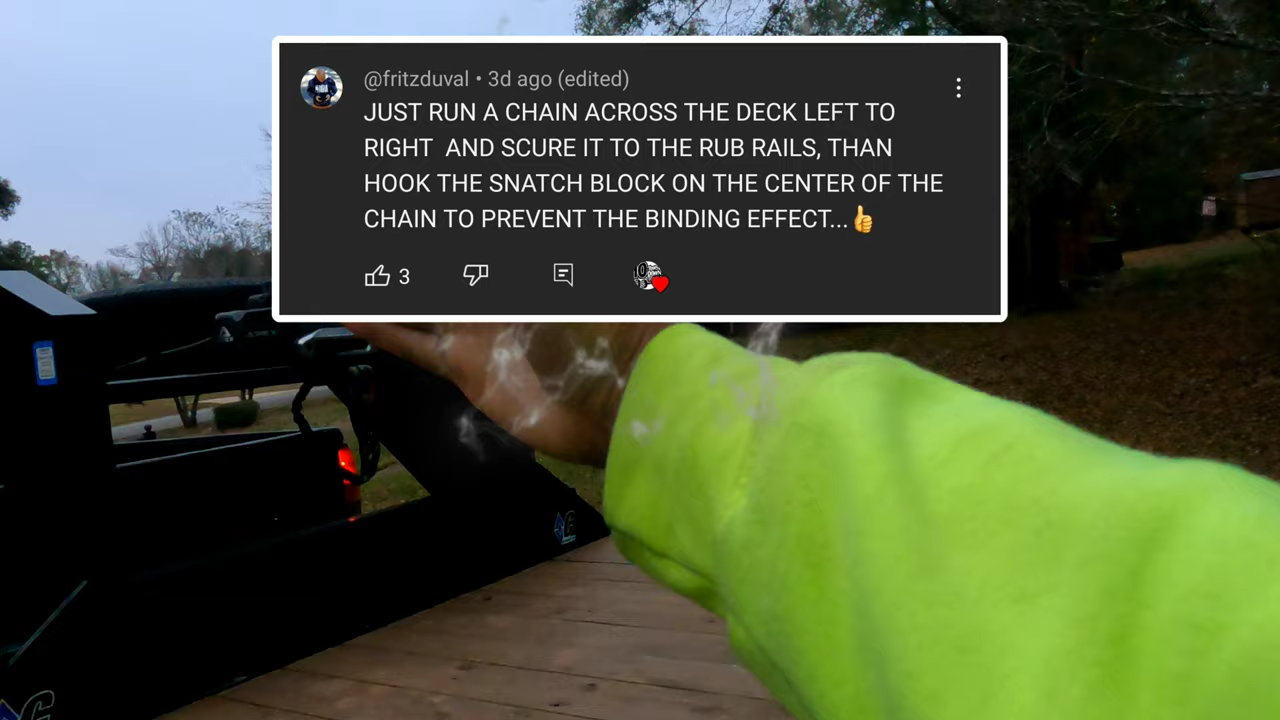 @fritzduval • 3d ago (edited)
JUST RUN A CHAIN ACROSS THE DECK LEFT TO
RIGHT  AND SCURE IT TO THE RUB RAILS, THAN
HOOK THE SNATCH BLOCK ON THE CENTER OF THE
CHAIN TO PREVENT THE BINDING EFFECT...👍
3